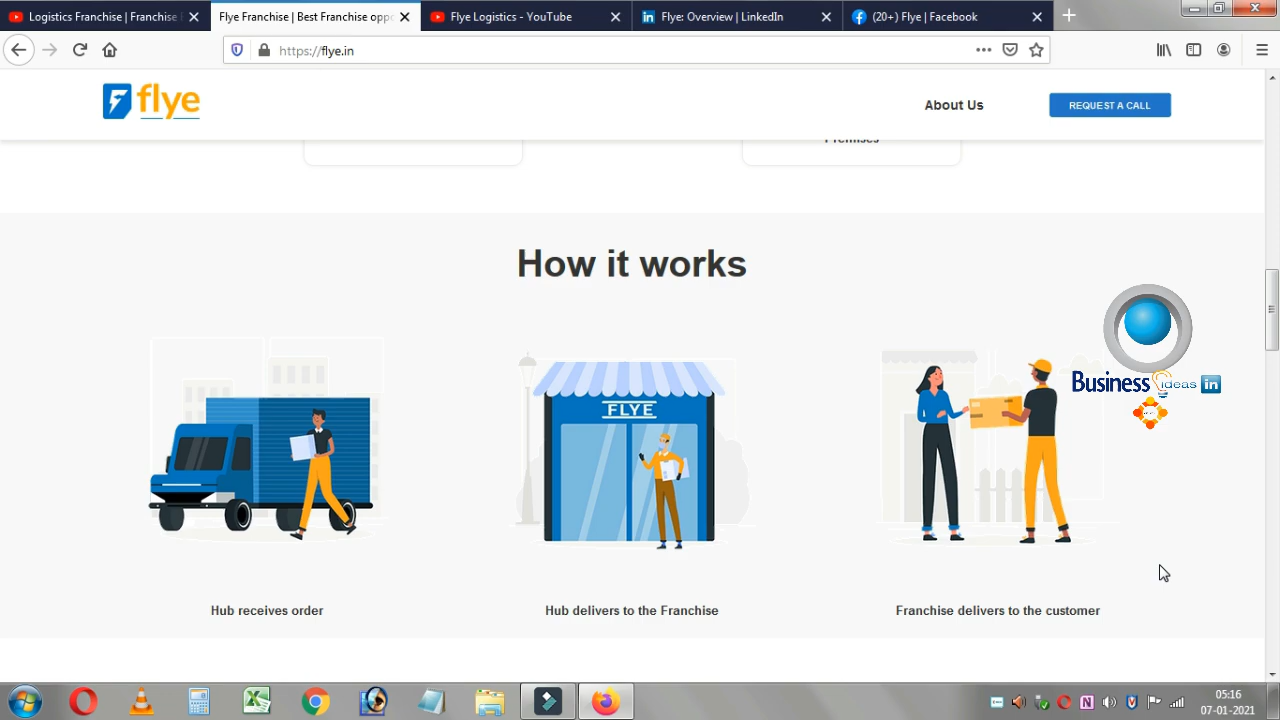 Logistics Franchise | Franchise
Flye Franchise | Best Franchise oppo
Flye Logistics - YouTube
Flye: Overview | LinkedIn
(20+) Flye | Facebook
https://flye.in
flye
About Us
REQUEST A CALL
Premises
How it works
Business ideas in
FLYE
Hub receives order
Hub delivers to the Franchise
Franchise delivers to the customer
05:16
07-01-2021